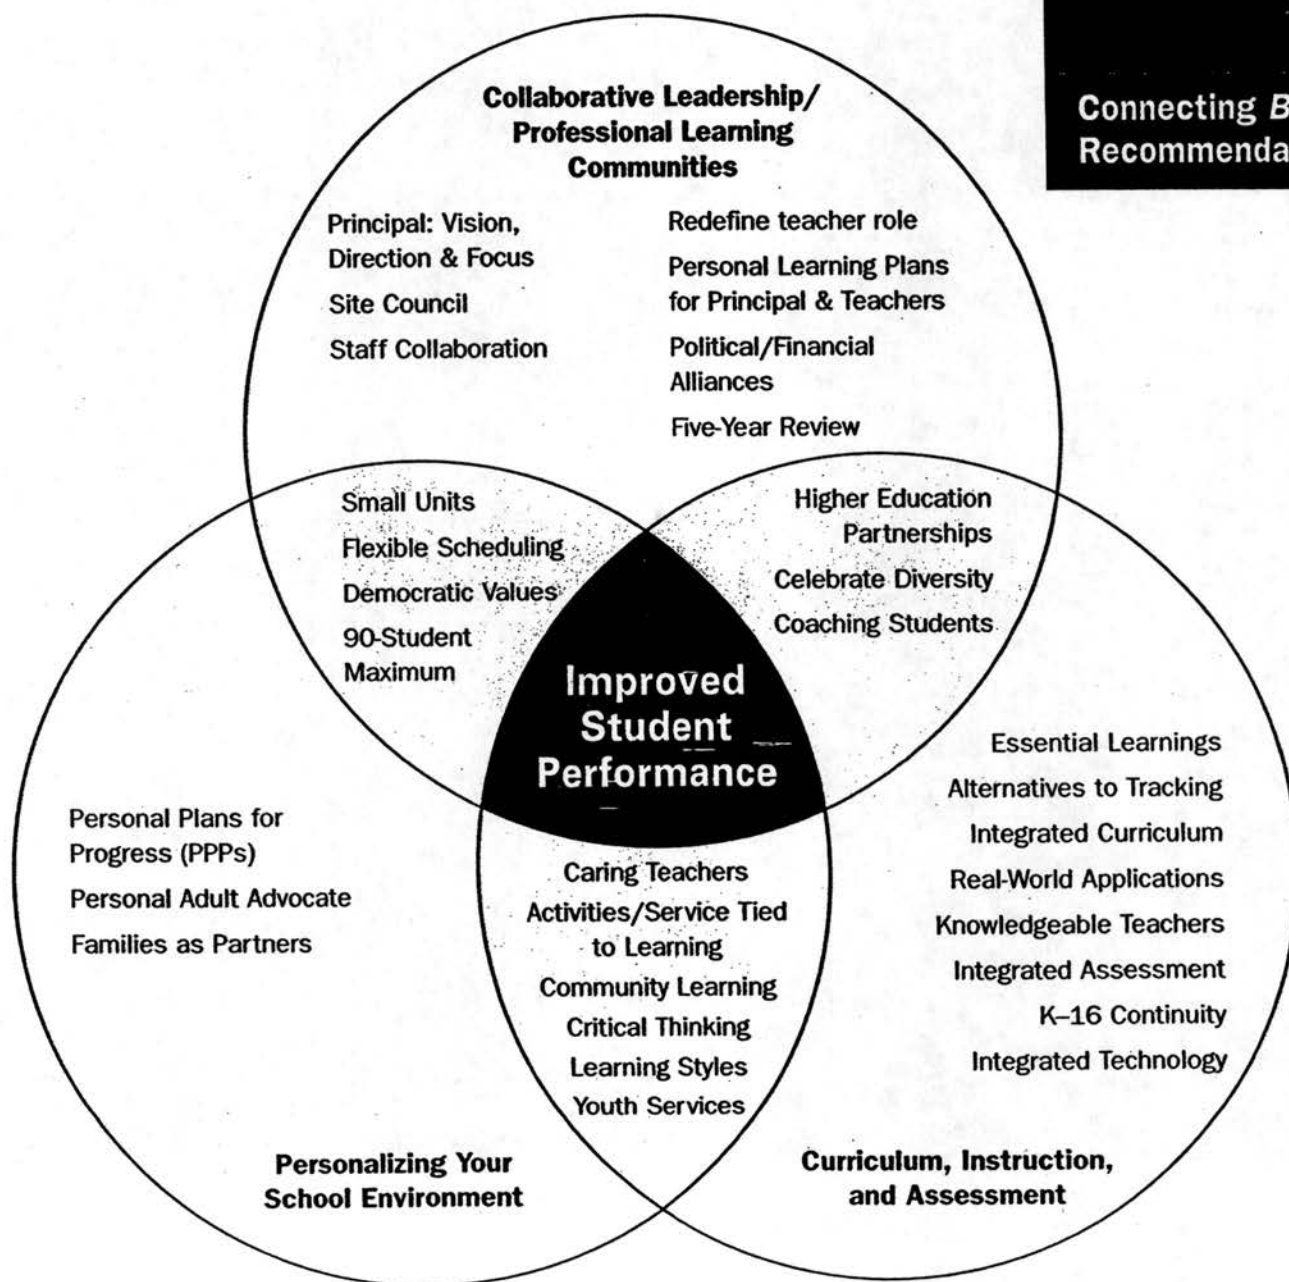 Connecting
Collaborative Leadership/
Professional Learning
Communities
Principal: Vision,
Direction & Focus
Site Council
Staff Collaboration
Redefine teacher role
Personal Learning Plans
for Principal & Teachers
Political/Financial
Alliances
Five-Year Review
Small Units
Flexible Scheduling
Democratic Values
90-Student
Maximum
Higher Education
Partnerships
Celebrate Diversity
Coaching Students
Improved
Student
Performance
Personal Plans for
Progress (PPPs)
Personal Adult Advocate
Families as Partners
Caring Teachers
Activities/Service Tied
to Learning
Community Learning
Critical Thinking
Learning Styles
Youth Services
Essential Learnings
Alternatives to Tracking
Integrated Curriculum
Real-World Applications
Knowledgeable Teachers
Integrated Assessment
K–16 Continuity
Integrated Technology
Personalizing Your
School Environment
Curriculum, Instruction,
and Assessment